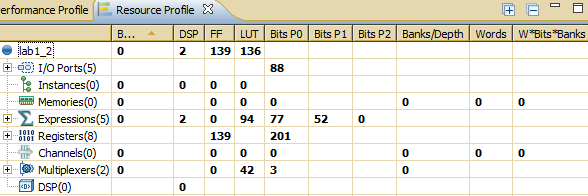 erformance Profile Resource Profile
B... DSP FF LUT Bits P0 Bits P1 Bits P2 Banks/Depth Words W*Bits*Banks
lab1_2 0 2 139 136
I/O Ports(5) 88
Instances(0) 0 0 0 0
Memories(0) 0 0 0 0 0 0 0
Expressions(5) 0 2 0 94 77 52 0
Registers(8) 139 201
Channels(0) 0 0 0 0 0 0 0
Multiplexers(2) 0 0 42 3 0
DSP(0) 0